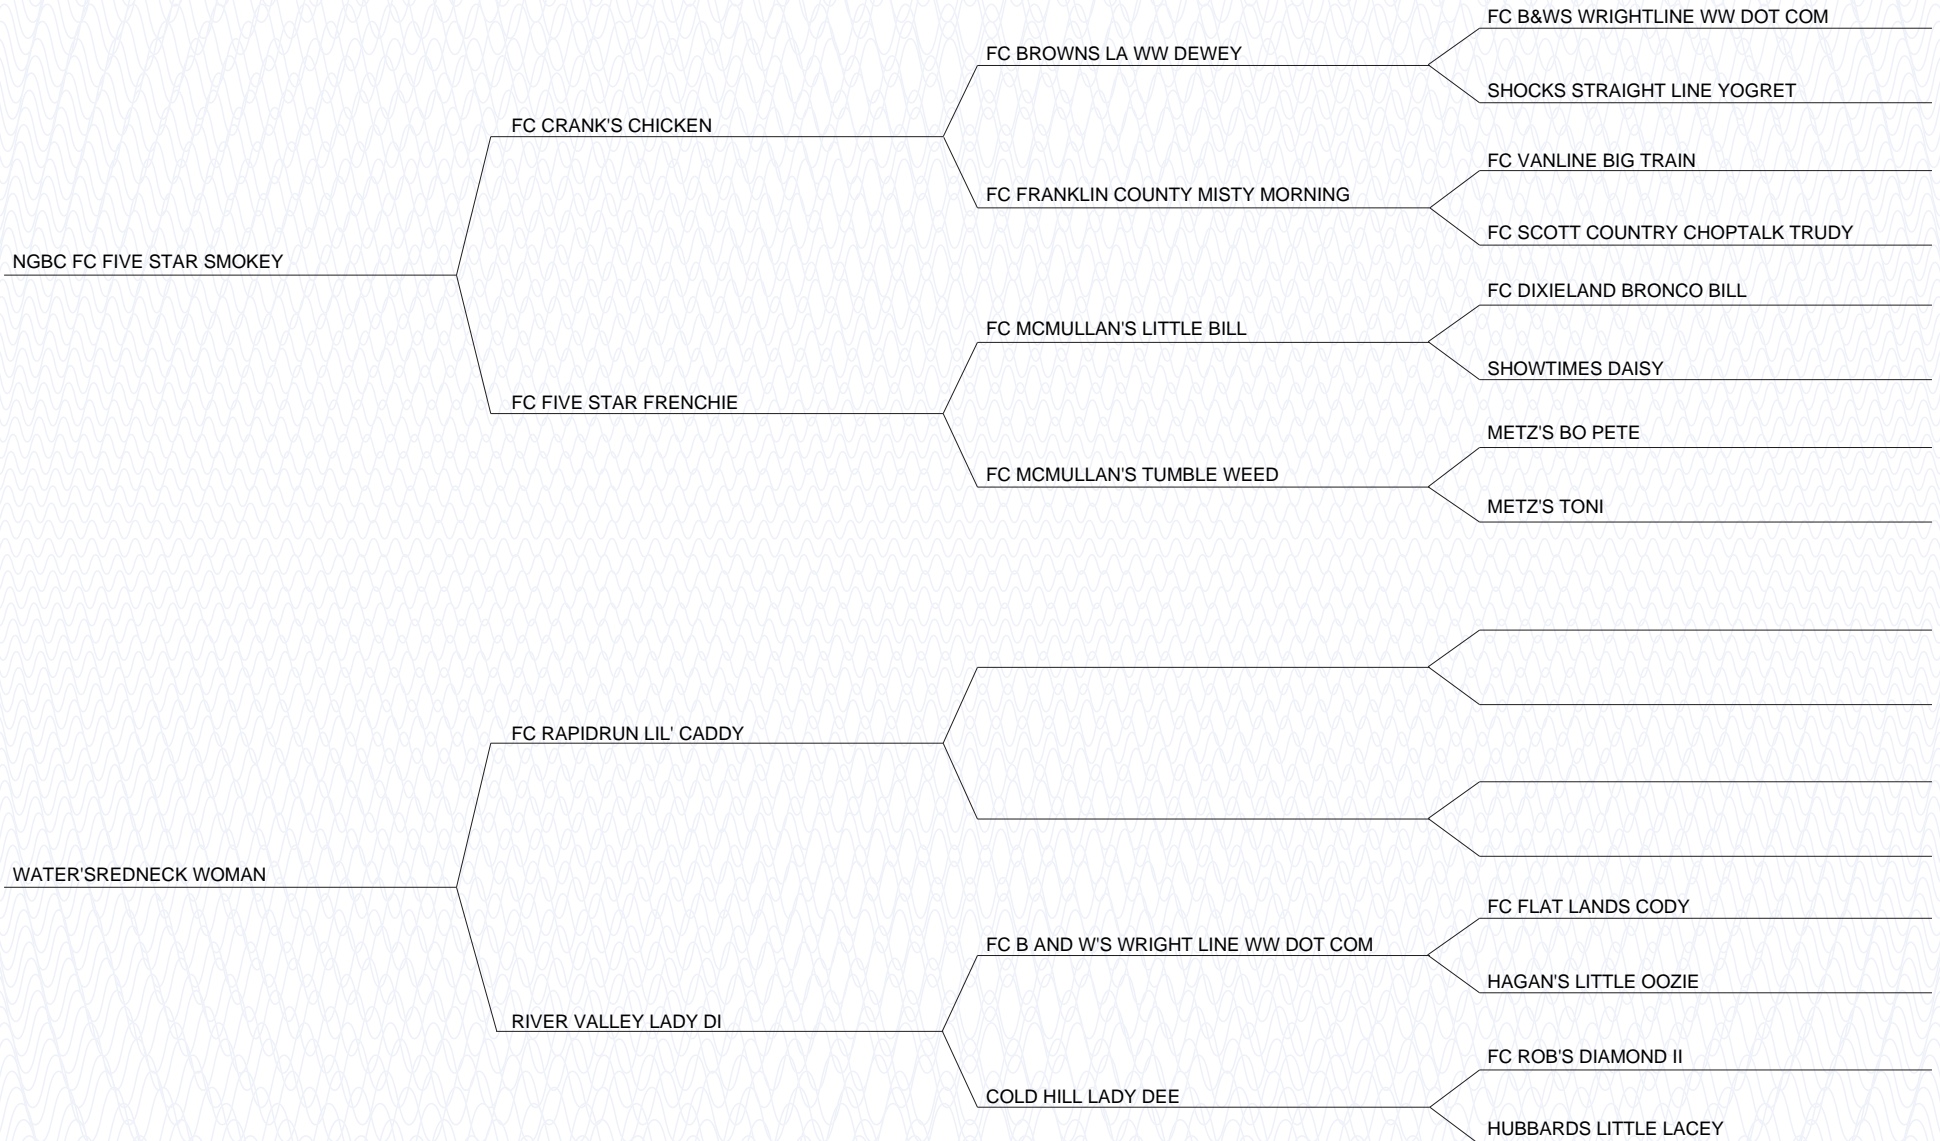 FC B&WS WRIGHTLINE WW DOT COM
FC BROWNS LA WW DEWEY
SHOCKS STRAIGHT LINE YOGRET
FC CRANK'S CHICKEN
FC VANLINE BIG TRAIN
FC FRANKLIN COUNTY MISTY MORNING
FC SCOTT COUNTRY CHOPTALK TRUDY
NGBC FC FIVE STAR SMOKEY
FC DIXIELAND BRONCO BILL
FC MCMULLAN'S LITTLE BILL
SHOWTIMES DAISY
FC FIVE STAR FRENCHIE
METZ'S BO PETE
FC MCMULLAN'S TUMBLE WEED
METZ'S TONI
FC RAPIDRUN LIL' CADDY
WATER'SREDNECK WOMAN
FC FLAT LANDS CODY
FC B AND W'S WRIGHT LINE WW DOT COM
HAGAN'S LITTLE OOZIE
RIVER VALLEY LADY DI
FC ROB'S DIAMOND II
COLD HILL LADY DEE
HUBBARDS LITTLE LACEY